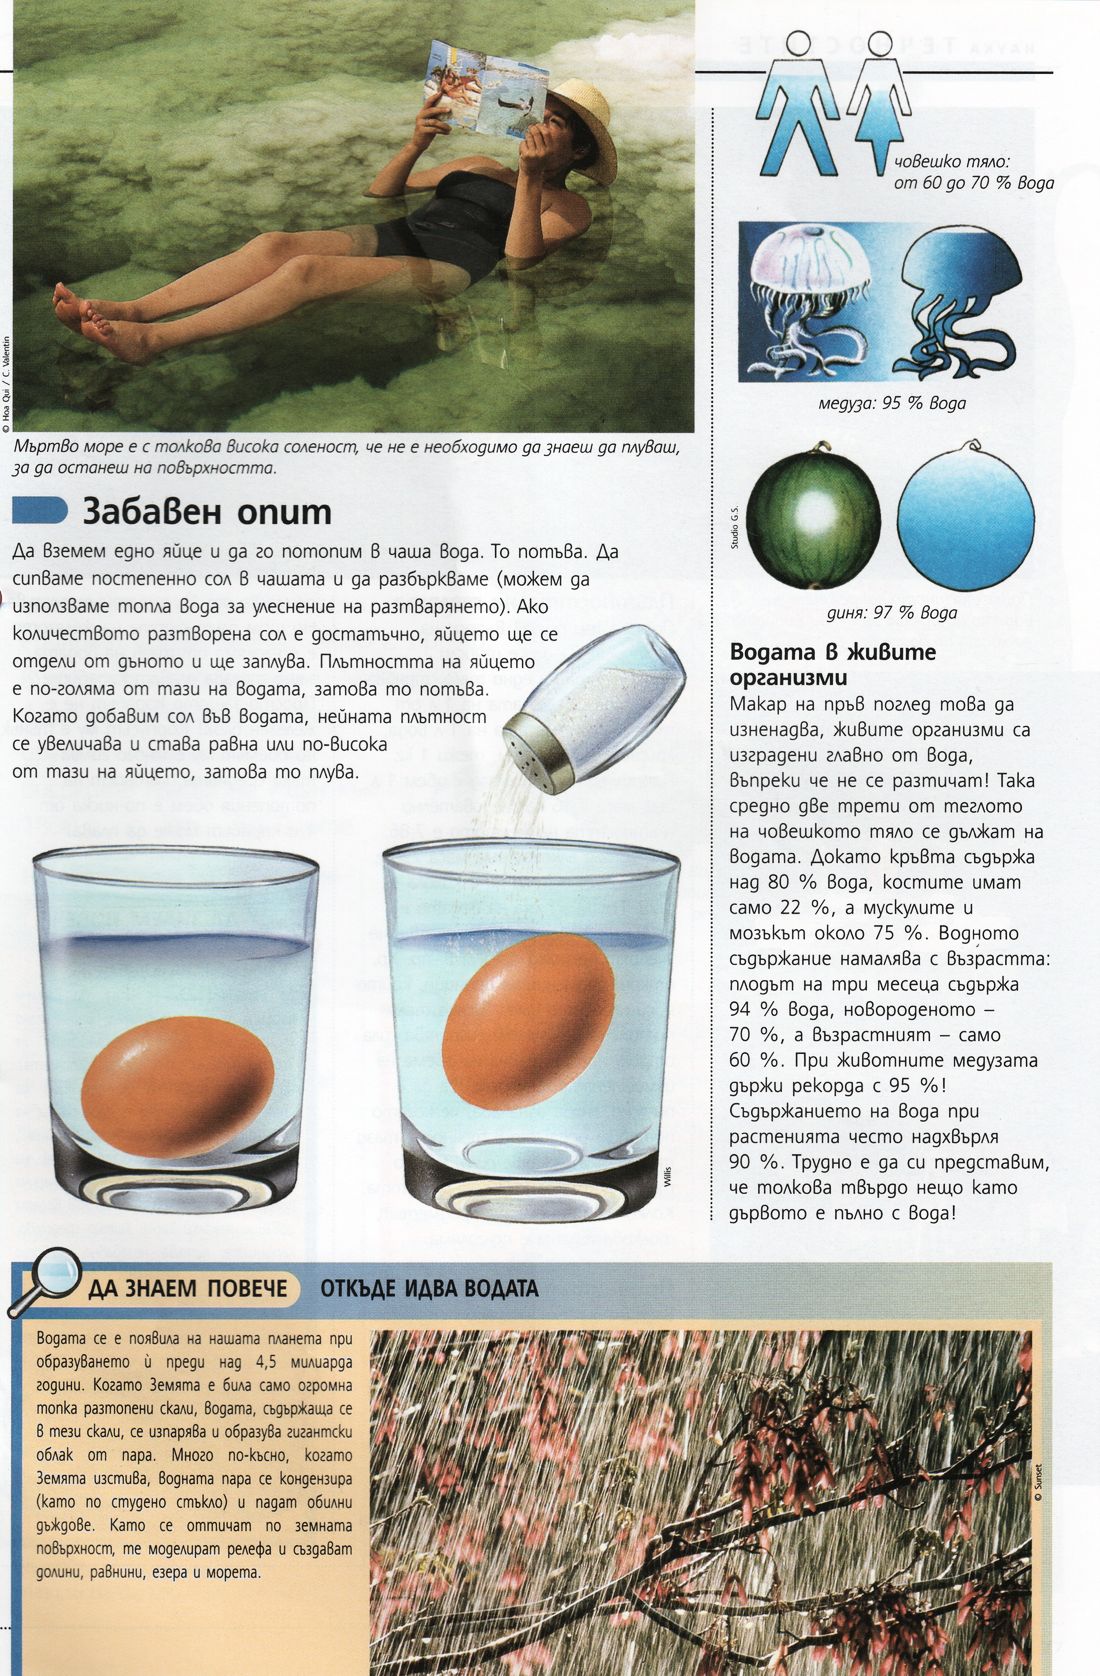 © Hoa Qui / C. Valentin
Мъртво море е с толкова висока соленост, че не е необходимо да знаеш да плуваш,
за да останеш на повърхността.
Забавен опит
Да вземем едно яйце и да го потопим в чаша вода. То потъва. Да
сипваме постепенно сол в чашата и да разбъркваме (можем да
използваме топла вода за улеснение на разтварянето). Ако
количеството разтворена сол е достатъчно, яйцето ще се
отдели от дъното и ще заплува. Плътността на яйцето
е по-голяма от тази на водата, затова то потъва.
Когато добавим сол във водата, нейната плътност
се увеличава и става равна или по-висока
от тази на яйцето, затова то плува.
Willis
човешко тяло:
от 60 до 70 % вода
медуза: 95 % вода
Studio G.S.
диня: 97 % вода
Водата в живите
организми
Макар на пръв поглед това да
изненадва, живите организми са
изградени главно от вода,
въпреки че не се разтичат! Така
средно две трети от теглото
на човешкото тяло се дължат на
водата. Докато кръвта съдържа
над 80 % вода, костите имат
само 22 %, а мускулите и
мозъкът около 75 %. Водното
съдържание намалява с възрастта:
плодът на три месеца съдържа
94 % вода, новороденото –
70 %, а възрастният – само
60 %. При животните медузата
държи рекорда с 95 %!
Съдържанието на вода при
растенията често надхвърля
90 %. Трудно е да си представим,
че толкова твърдо нещо като
дървото е пълно с вода!
ДА ЗНАЕМ ПОВЕЧЕ ОТКЪДЕ ИДВА ВОДАТА
Водата се е появила на нашата планета при
образуването ѝ преди над 4,5 милиарда
години. Когато Земята е била само огромна
топка разтопени скали, водата, съдържаща се
в тези скали, се изпарява и образува гигантски
облак от пара. Много по-късно, когато
Земята изстива, водната пара се кондензира
(като по студено стъкло) и падат обилни
дъждове. Като се оттичат по земната
повърхност, те моделират релефа и създават
долини, равнини, езера и морета.
© Sunset